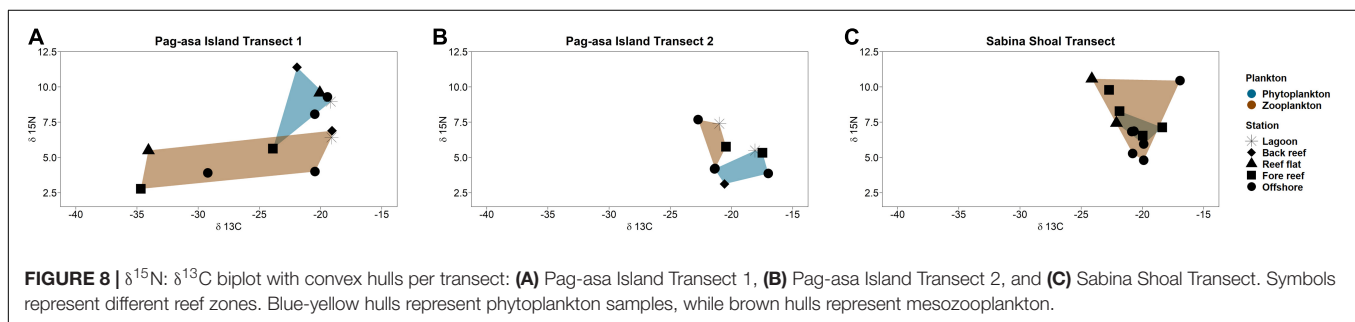 A
Pag-asa Island Transect 1
12.5
10.0
7.5
5.0
2.5
δ 15N
-40 -35 -30 -25 -20 -15
δ 13C
B
Pag-asa Island Transect 2
12.5
10.0
7.5
5.0
2.5
δ 15N
-40 -35 -30 -25 -20 -15
δ 13C
C
Sabina Shoal Transect
12.5
10.0
7.5
5.0
2.5
δ 15N
-40 -35 -30 -25 -20 -15
δ 13C
Plankton
Phytoplankton
Zooplankton
Station
Lagoon
Back reef
Reef flat
Fore reef
Offshore
FIGURE 8 | δ15N: δ13C biplot with convex hulls per transect: (A) Pag-asa Island Transect 1, (B) Pag-asa Island Transect 2, and (C) Sabina Shoal Transect. Symbols
represent different reef zones. Blue-yellow hulls represent phytoplankton samples, while brown hulls represent mesozooplankton.